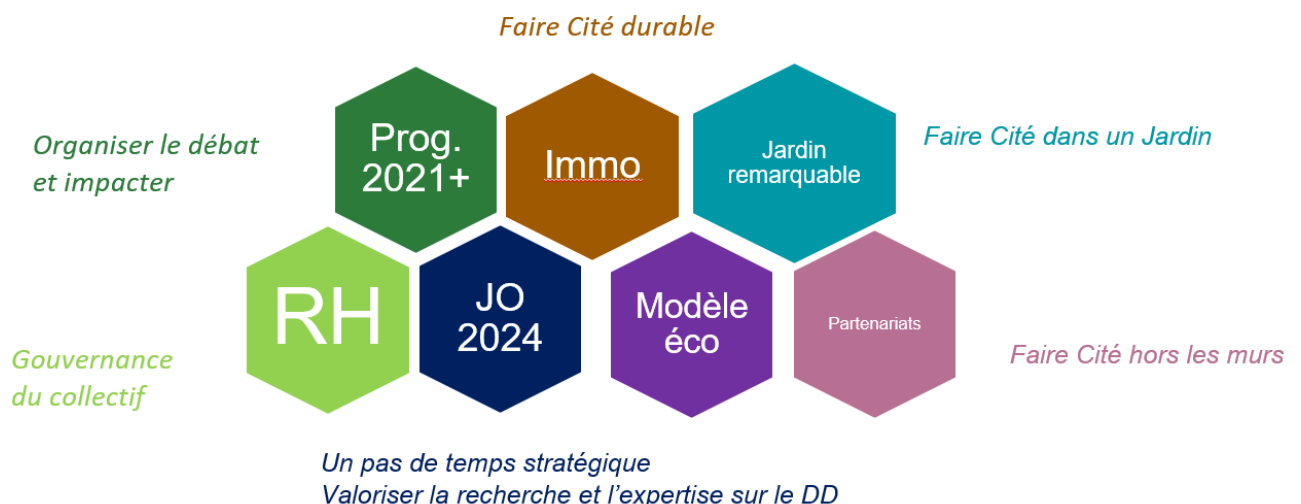 Faire Cité durable
Organiser le débat
et impacter
Prog.
2021+
Immo
Jardin
remarquable
Faire Cité dans un Jardin
Gouvernance
du collectif
RH
JO
2024
Modèle
éco
Partenariats
Faire Cité hors les murs
Un pas de temps stratégique
Valoriser la recherche et l'expertise sur le DD